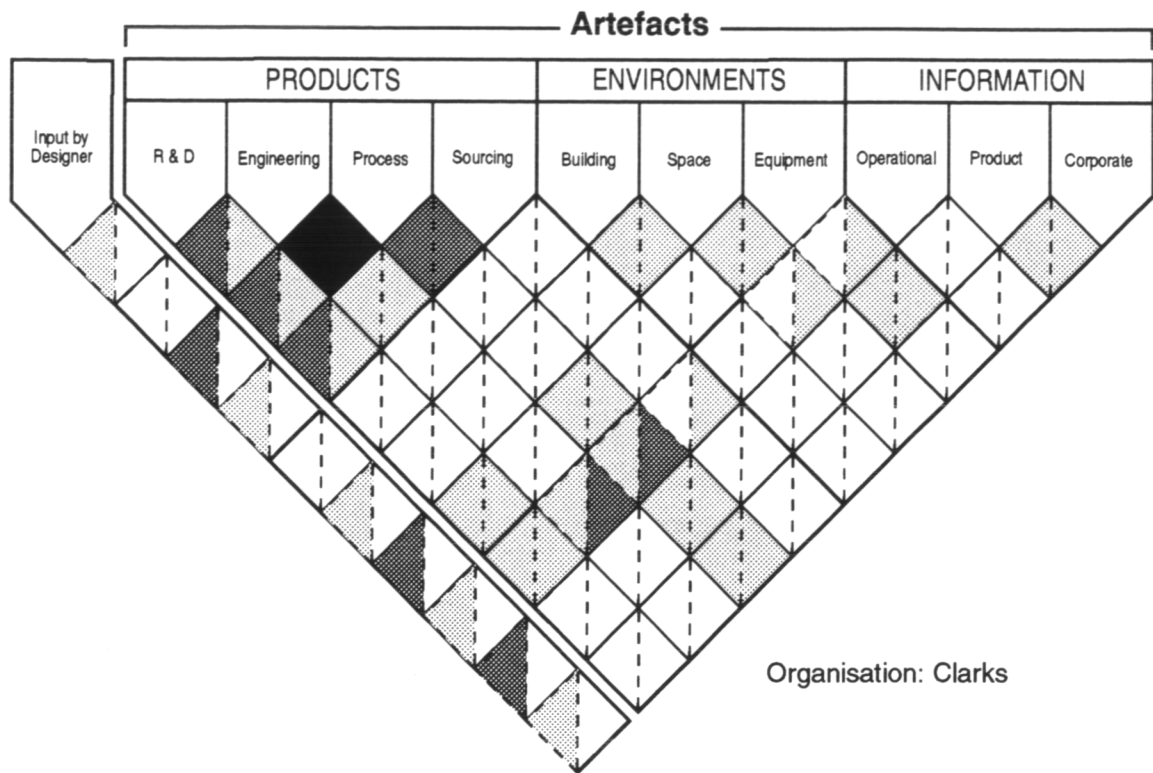 Artefacts
PRODUCTS
ENVIRONMENTS
INFORMATION
Input by
Designer
R & D
Engineering
Process
Sourcing
Building
Space
Equipment
Operational
Product
Corporate
Organisation: Clarks